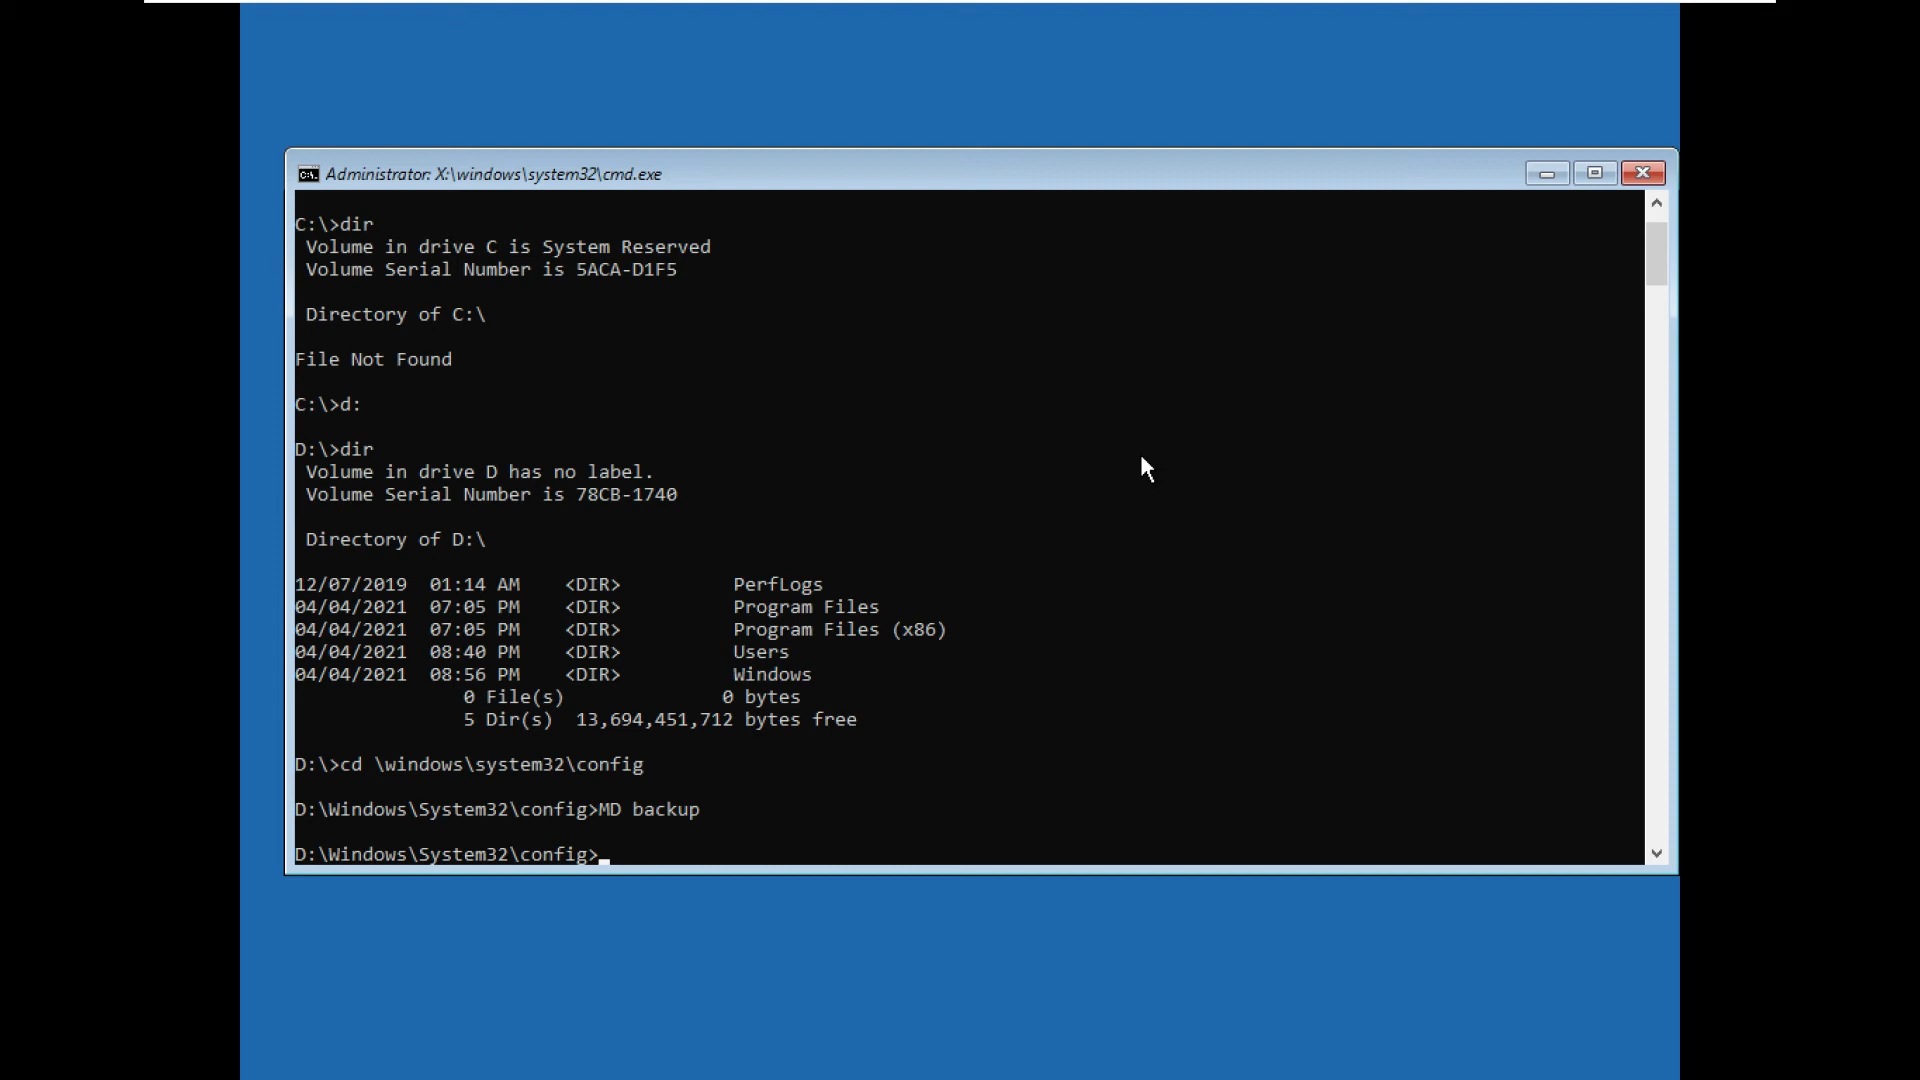 Administrator: X:\windows\system32\cmd.exe
C:\>dir
Volume in drive C is System Reserved
Volume Serial Number is 5ACA-D1F5
Directory of C:\
File Not Found
C:\>d:
D:\>dir
Volume in drive D has no label.
Volume Serial Number is 78CB-1740
Directory of D:\
12/07/2019  01:14 AM    <DIR>          PerfLogs
04/04/2021  07:05 PM    <DIR>          Program Files
04/04/2021  07:05 PM    <DIR>          Program Files (x86)
04/04/2021  08:40 PM    <DIR>          Users
04/04/2021  08:56 PM    <DIR>          Windows
0 File(s)              0 bytes
5 Dir(s)  13,694,451,712 bytes free
D:\>cd \windows\system32\config
D:\Windows\System32\config>MD backup
D:\Windows\System32\config>